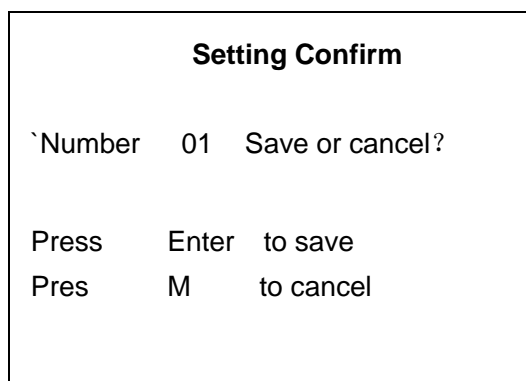 Setting Confirm
`Number 01 Save or cancel？
Press Enter to save
Pres M to cancel